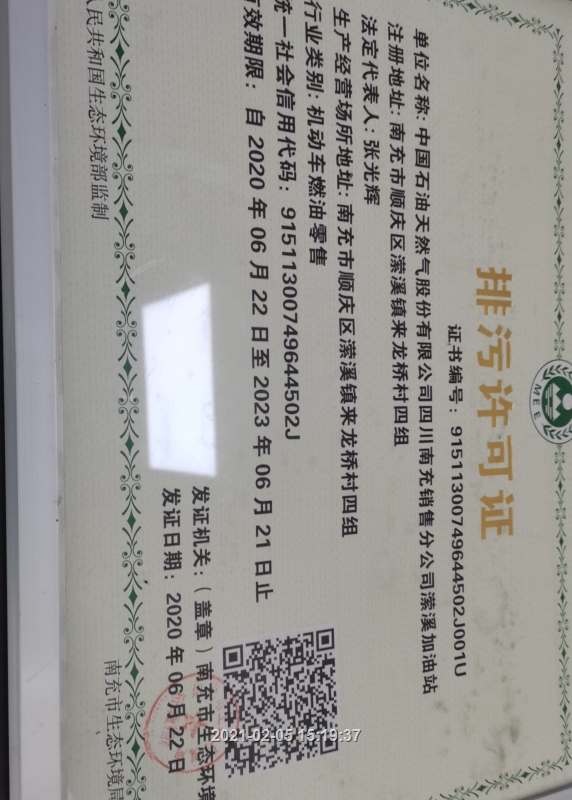 MEE
排污许可证
证书编号：91511300749644502J001U
单位名称: 中国石油天然气股份有限公司四川南充销售分公司潆溪加油站
注册地址: 南充市顺庆区潆溪镇来龙桥村四组
法定代表人: 张光辉
生产经营场所地址: 南充市顺庆区潆溪镇来龙桥村四组
行业类别: 机动车燃油零售
统一社会信用代码: 91511300749644502J
有效期限: 自 2020 年 06 月 22 日至 2023 年 06 月 21 日止
发证机关:（盖章）南充市生态环境
发证日期: 2020 年 06 月 22 日
人民共和国生态环境部监制
南充市生态环境局
2021-02-05 15:19:37